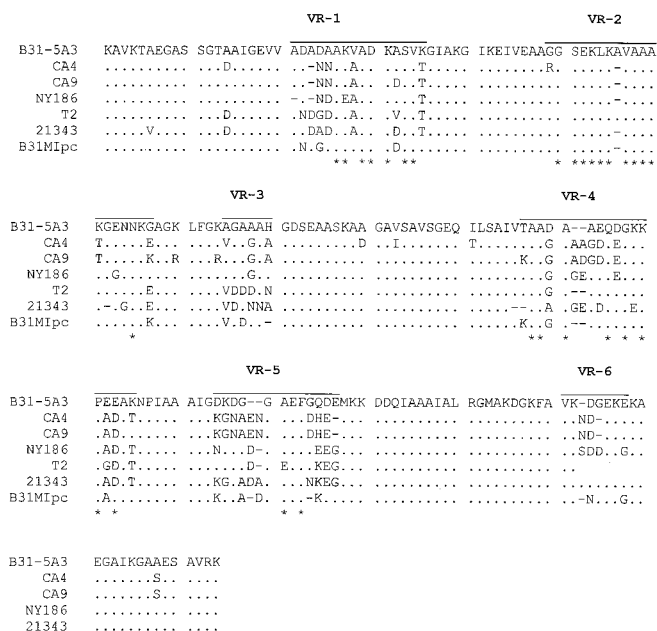 VR-1 VR-2
B31-5A3 KAVKTAEGAS SGTAAIGEVV ADADAAKVAD KASVKGIAKG IKEIVEAAGG SEKLKAVAAA
CA4 .......... ...D...... ..-NN..A.. ....T..... ........R. .....-....
CA9 .......... ...D...... ..-NN..A.. .D..T..... .......... .....-....
NY186 .......... .......... -..ND.EA.. ....T..... .......... .....-....
T2 .......... ...D...... .NDGD..A.. .V..T..... .......... .....-....
21343 .....V.... ...D...... ..DAD..A.. .A..T..... .......... .....-....
B31MIpc .......... .......... .N.G...... .D........ .......... .....-....
** ** * ** * ***** ****
VR-3 VR-4
B31-5A3 KGENNKGAGK LFGKAGAAAH GDSEAASKAA GAVSAVSGEQ ILSAIVTAAD A--AEQDGKK
CA4 T.....E... ....V..G.A .........D ...I...... ..T......G .AAGD.E...
CA9 T.....K..R ...R...G.A .......... .......... ......K..G .AGED.D...
NY186 ..G....... .......G.. .......... .......... .......... .GE...E...
T2 ......E... ....VDDD.N .......... .......... .........G .--.......
21343 .-.G..E... ....VD.NNA .......... .......... ....--...A .GE.D...E.
B31MIpc ......K... ....V.D..- .......... .......... ......K..G .--.......
* ** * * * *
VR-5 VR-6
B31-5A3 PEEAKNPIAA AIGDKDG--G AEFGQDEMKK DDQIAAAIAL RGMAKDGKFA VK-DGEKEKA
CA4 .AD.T..... ...KGNAEN. ...DHE-... .......... .......... ..ND-.....
CA9 .AD.T..... ...KGNAEN. ...DHE-... .......... .......... ..ND-.....
NY186 .AD.T..... ...N...D-. ....EEG... .......... .......... ..SDD..G..
T2 .GD.T..... .......D-. E...KEG... .......... .......... ..
21343 .AD.T..... ...KG.ADA. ...NKEG... .......... .......... ..........
B31MIpc .A........ ...K..A-D. ...-K..... .......... .......... ..-N...G..
* * * *
B31-5A3 EGAIKGAAES AVRK
CA4 .......S.. ....
CA9 .......S.. ....
NY186 .......... ....
21343 .......... ....